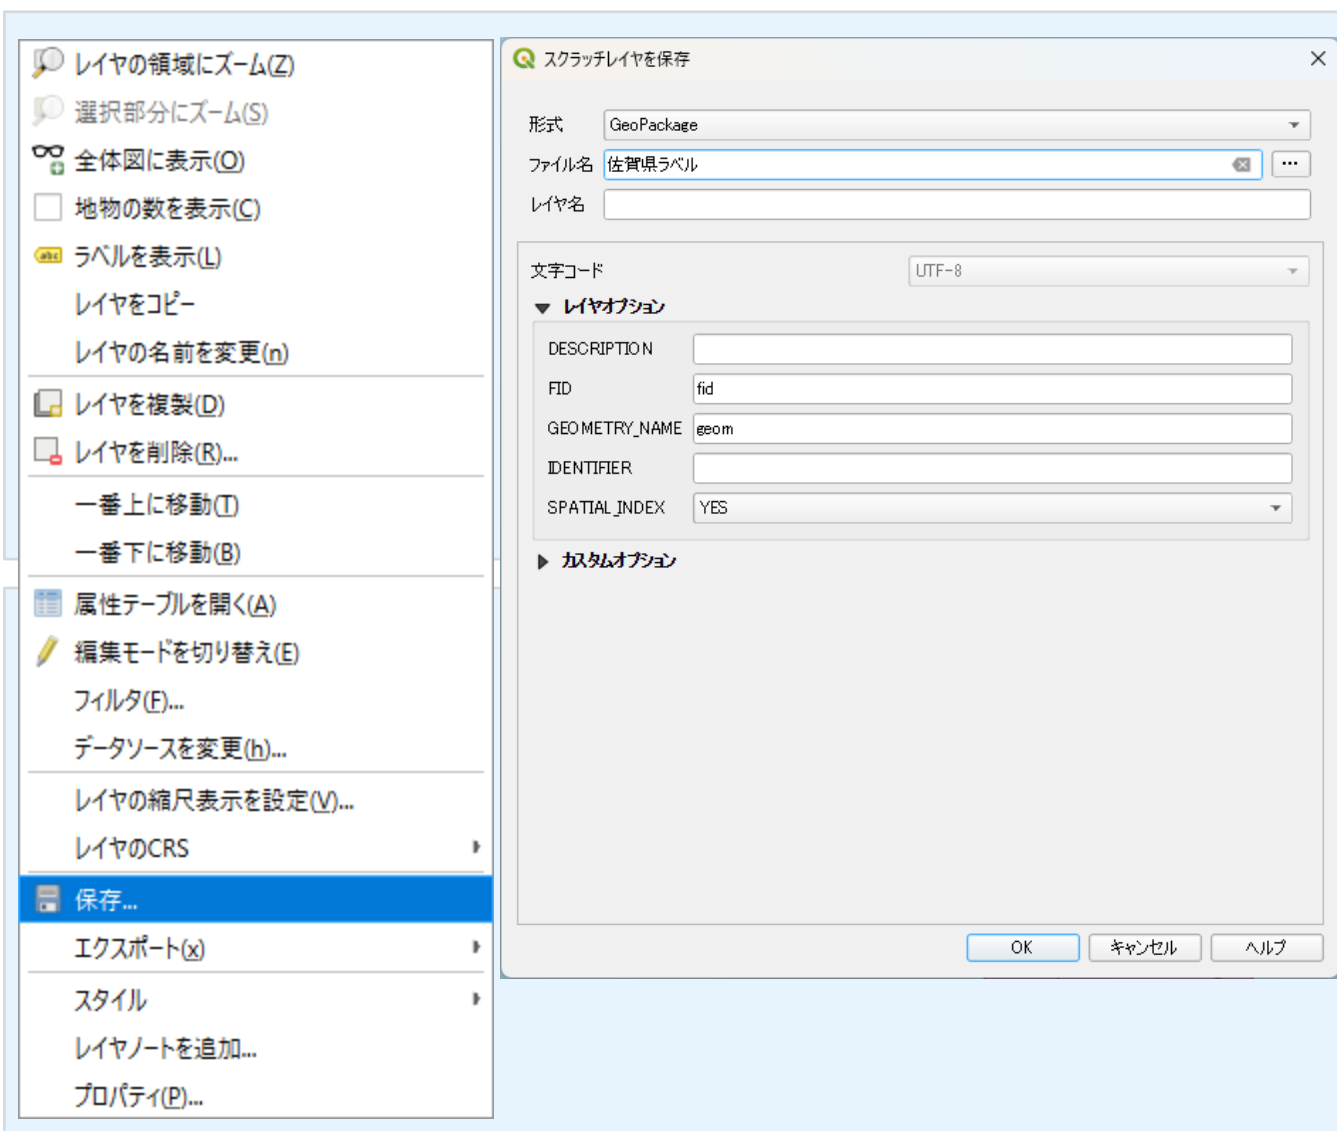 レイヤの領域にズーム(Z)
選択部分にズーム(S)
全体図に表示(O)
地物の数を表示(C)
abc ラベルを表示(L)
レイヤをコピー
レイヤの名前を変更(n)
レイヤを複製(D)
レイヤを削除(R)...
一番上に移動(T)
一番下に移動(B)
属性テーブルを開く(A)
編集モードを切り替え(E)
フィルタ(F)...
データソースを変更(h)...
レイヤの縮尺表示を設定(V)...
レイヤのCRS
保存...
エクスポート(x)
スタイル
レイヤノートを追加...
プロパティ(P)...
スクラッチレイヤを保存
形式 GeoPackage
ファイル名 佐賀県ラベル ...
レイヤ名
文字コード UTF-8
レイヤオプション
DESCRIPTION
FID fid
GEOMETRY_NAME geom
IDENTIFIER
SPATIAL_INDEX YES
カスタムオプション
OK キャンセル ヘルプ